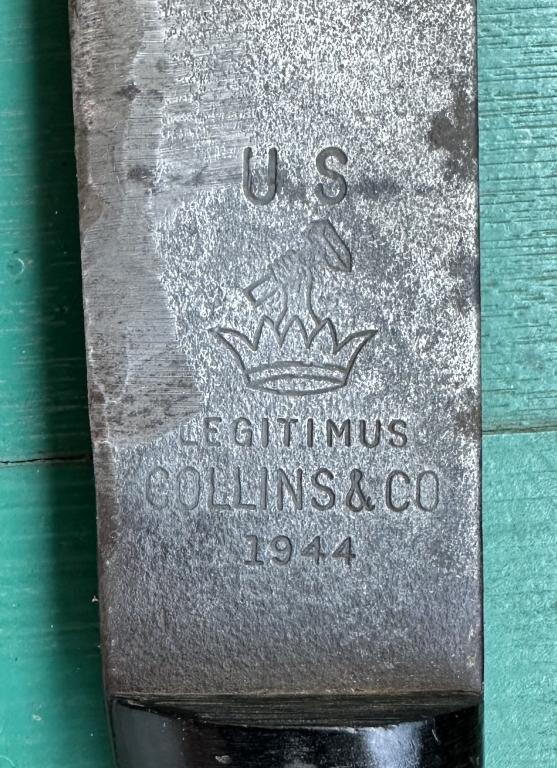 U S
LEGITIMUS
COLLINS & CO
1944